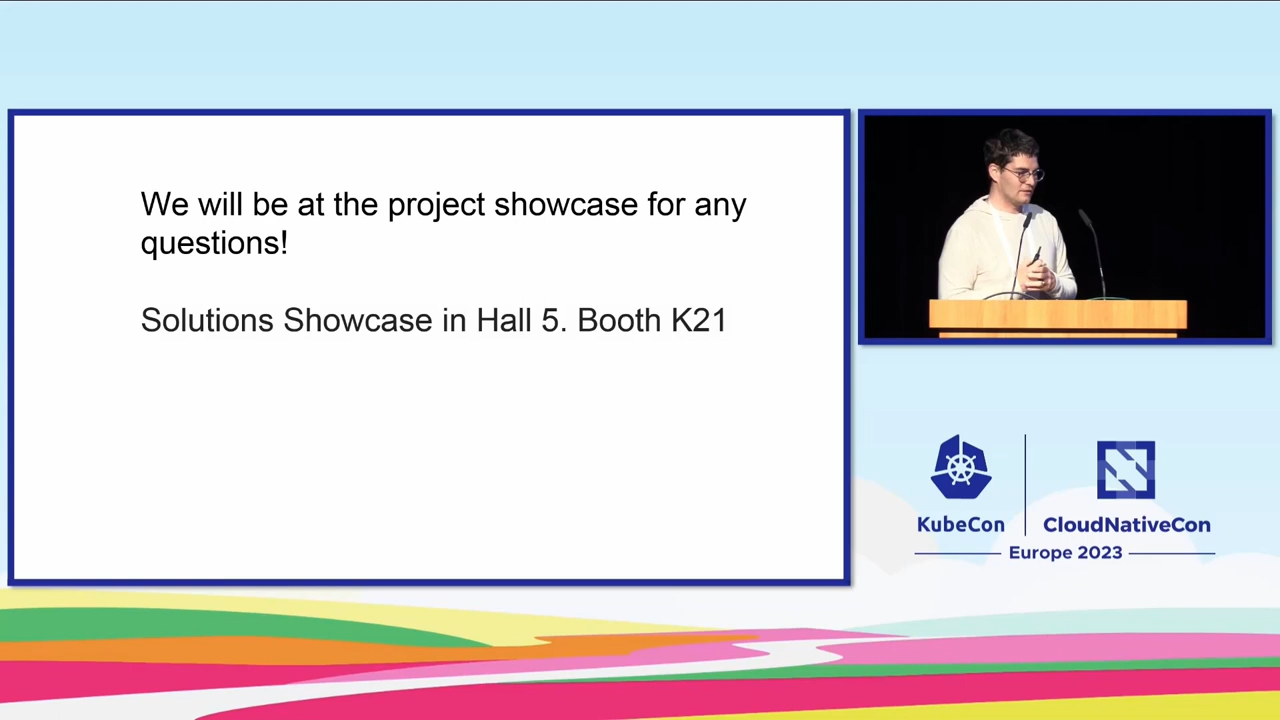 We will be at the project showcase for any
questions!
Solutions Showcase in Hall 5. Booth K21
KubeCon
CloudNativeCon
Europe 2023